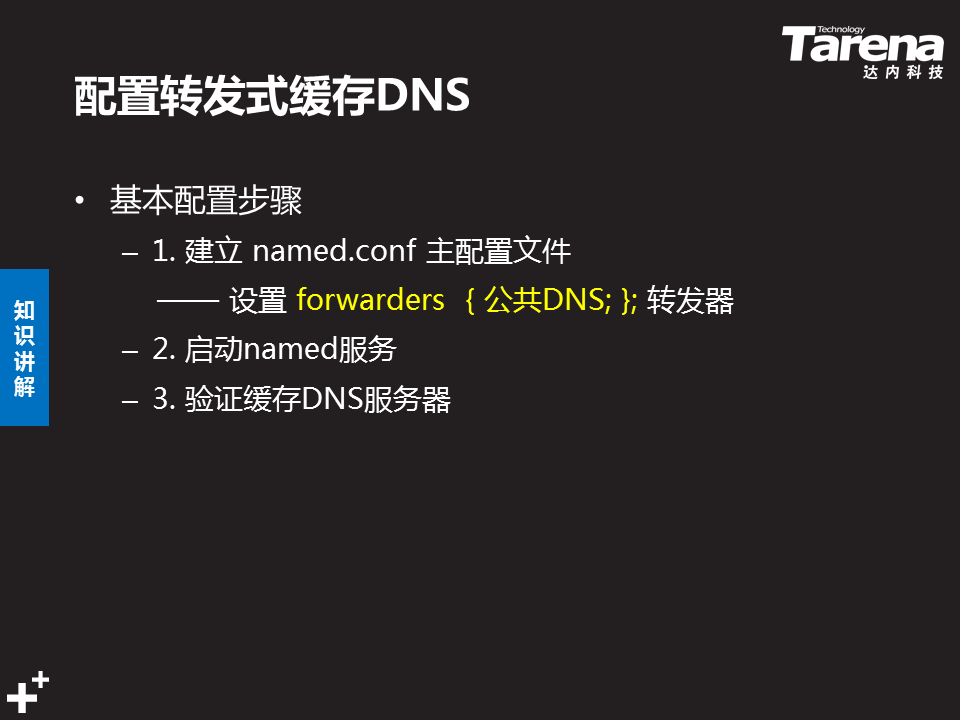 Technology
Tarena
达内科技
配置转发式缓存DNS
• 基本配置步骤
– 1. 建立 named.conf 主配置文件
—— 设置 forwarders { 公共DNS; }; 转发器
– 2. 启动named服务
– 3. 验证缓存DNS服务器
知识讲解